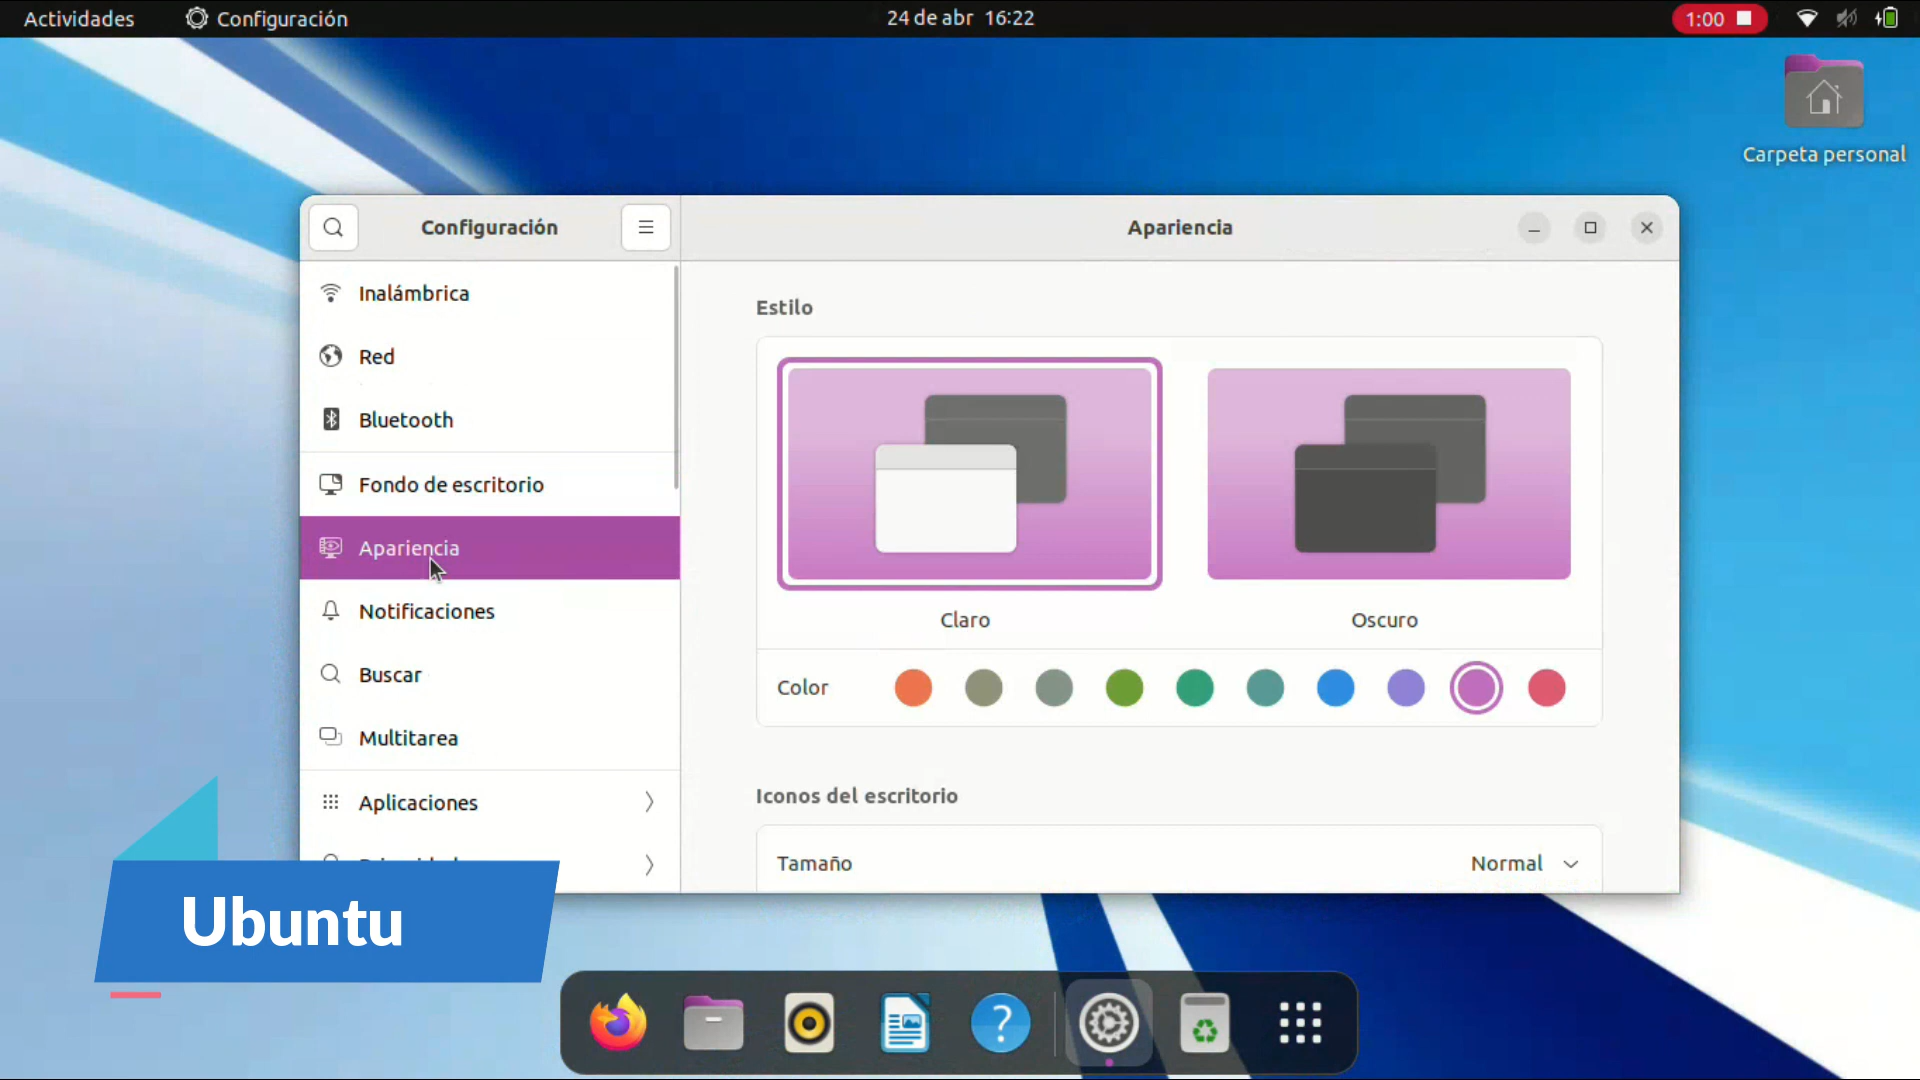 Actividades
Configuración
24 de abr 16:22
1:00
Carpeta personal
Configuración
Apariencia
Inalámbrica
Red
Bluetooth
Fondo de escritorio
Apariencia
Notificaciones
Buscar
Multitarea
Aplicaciones
Estilo
Claro
Oscuro
Color
Iconos del escritorio
Tamaño
Normal
Ubuntu